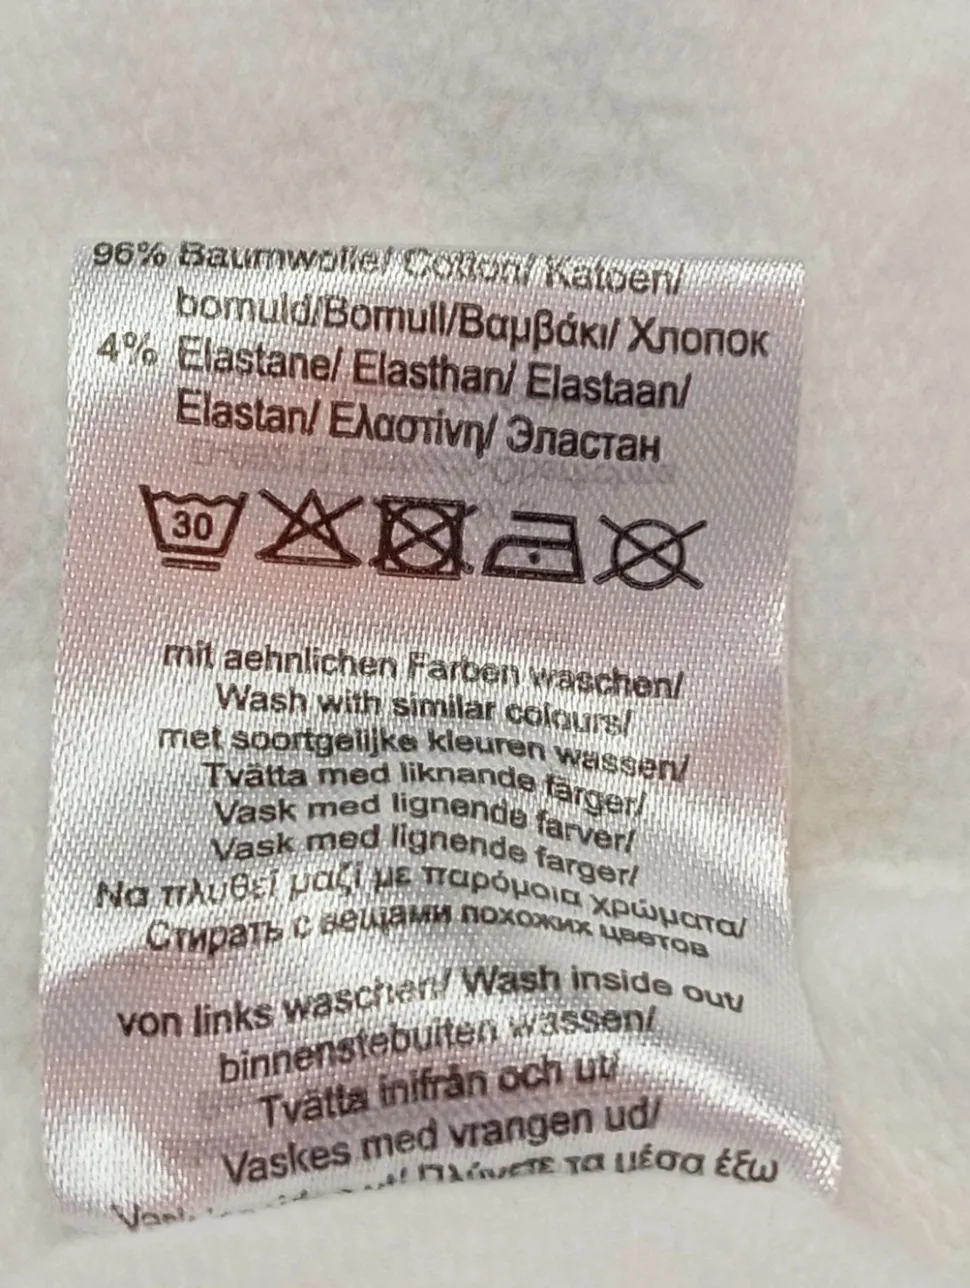 96% Baumwolle/ Cotton/ Katoen/
bomuld/Bomull/Βαμβάκι/ Хлопок
4% Elastane/ Elasthan/ Elastaan/
Elastan/ Ελαστίνη/ Эластан
30
mit aehnlichen Farben waschen/
Wash with similar colours/
met soortgelijke kleuren wassen/
Tvätta med liknande färger/
Vask med lignende farver/
Vask med lignende farger/
Να πλυθεί μαζί με παρόμοια χρώματα/
Стирать с вещами похожих цветов
von links waschen/ Wash inside out/
binnenstebuiten wassen/
Tvätta inifrån och ut/
Vaskes med vrangen ud/
Πλύνετε τα μέσα έξω